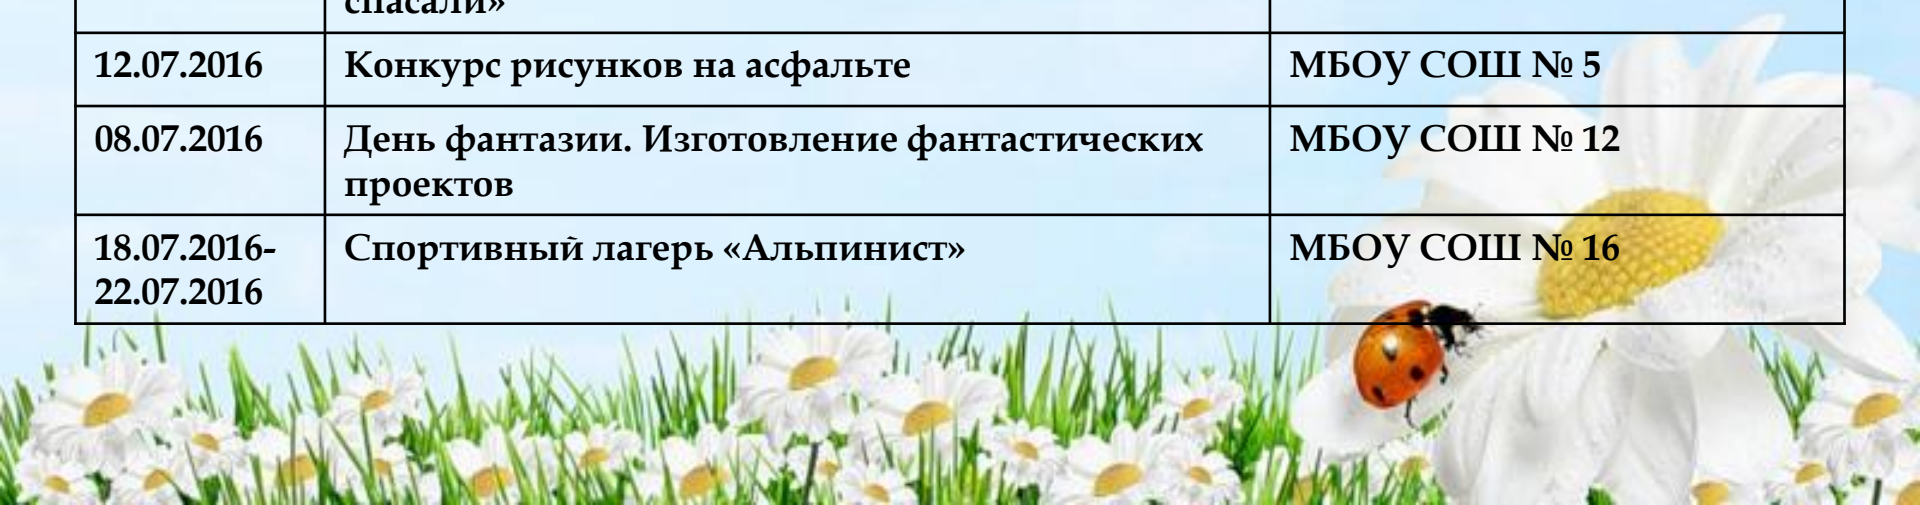 спасали»
12.07.2016 Конкурс рисунков на асфальте МБОУ СОШ № 5
08.07.2016 День фантазии. Изготовление фантастических МБОУ СОШ № 12
проектов
18.07.2016- Спортивный лагерь «Альпинист» МБОУ СОШ № 16
22.07.2016